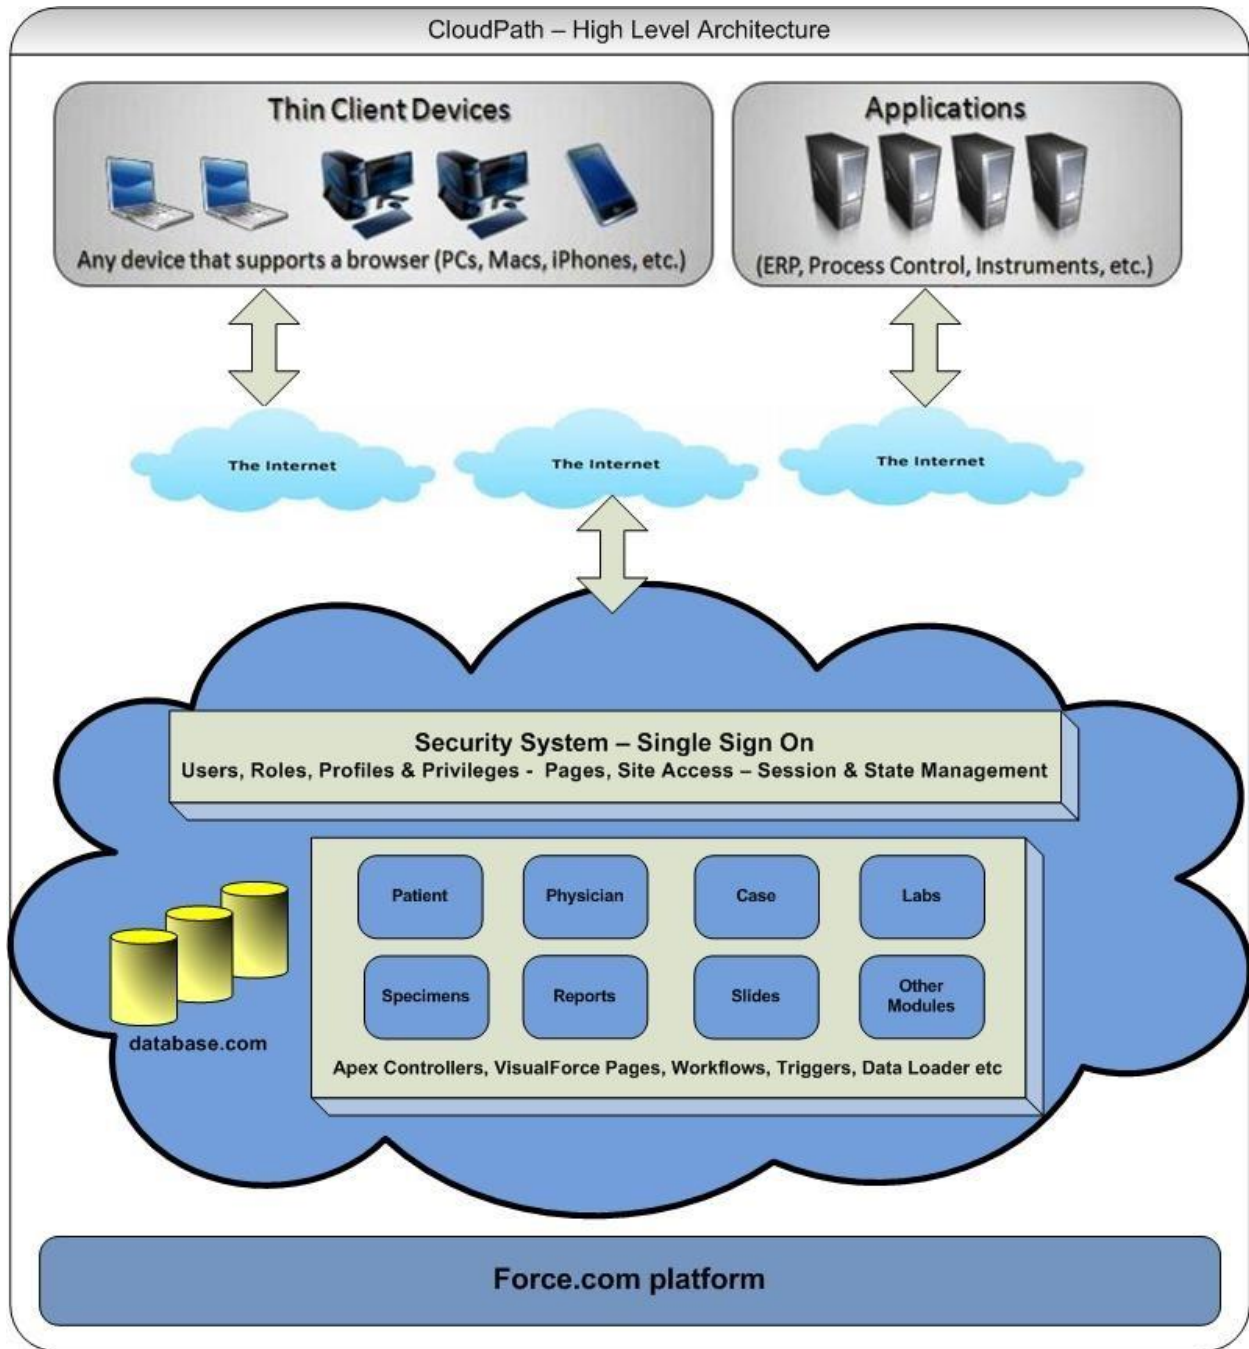 CloudPath – High Level Architecture
Thin Client Devices
Any device that supports a browser (PCs, Macs, iPhones, etc.)
Applications
(ERP, Process Control, Instruments, etc.)
The Internet
The Internet
The Internet
Security System – Single Sign On
Users, Roles, Profiles & Privileges - Pages, Site Access – Session & State Management
Patient
Physician
Case
Labs
Specimens
Reports
Slides
Other
Modules
Apex Controllers, VisualForce Pages, Workflows, Triggers, Data Loader etc
database.com
Force.com platform